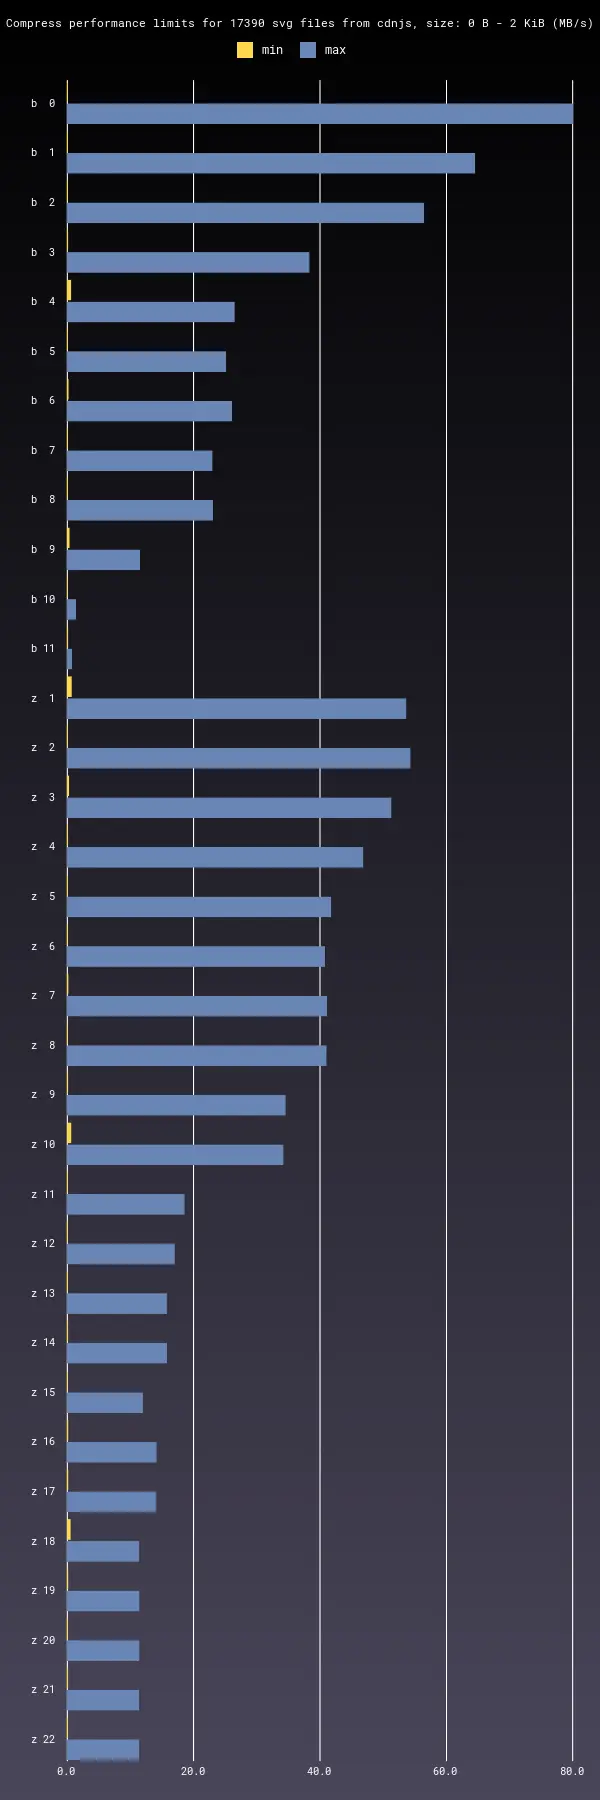 Compress performance limits for 17390 svg files from cdnjs, size: 0 B - 2 KiB (MB/s)
min max
b 0
b 1
b 2
b 3
b 4
b 5
b 6
b 7
b 8
b 9
b 10
b 11
z 1
z 2
z 3
z 4
z 5
z 6
z 7
z 8
z 9
z 10
z 11
z 12
z 13
z 14
z 15
z 16
z 17
z 18
z 19
z 20
z 21
z 22
0.0 20.0 40.0 60.0 80.0